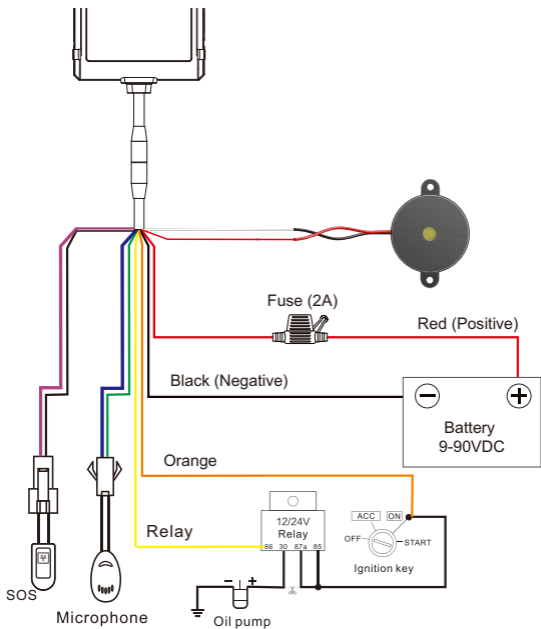 Fuse (2A)
Red (Positive)
Black (Negative)
Battery
9-90VDC
Orange
ACC ON
12/24V
Relay
Relay
OFF START
86 30 87a 85
Ignition key
SOS
Microphone
Oil pump